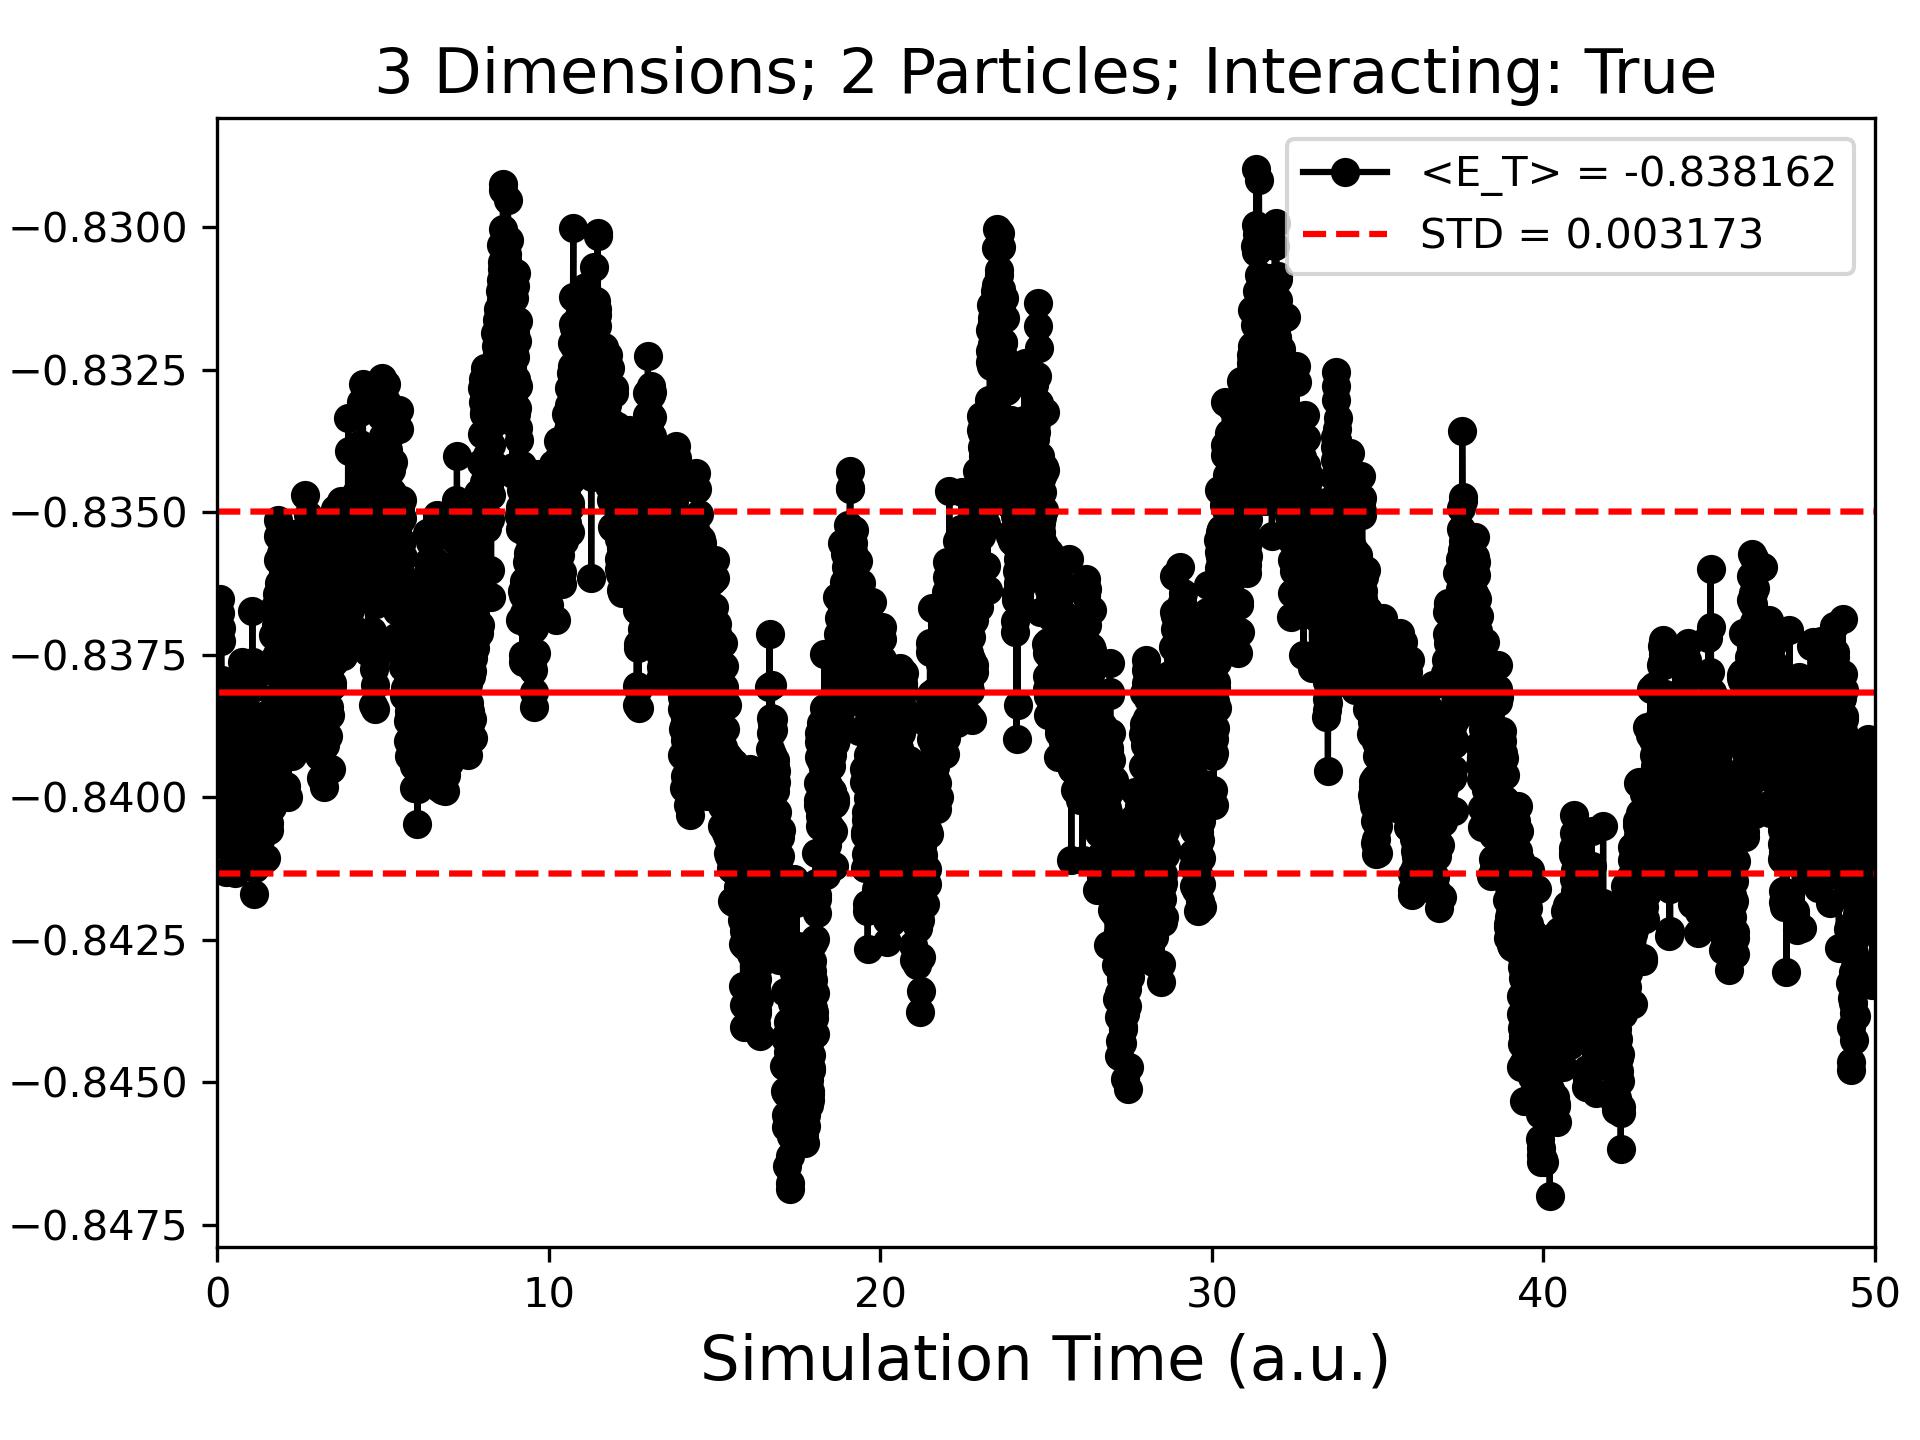 3 Dimensions; 2 Particles; Interacting: True
<E_T> = -0.838162
STD = 0.003173
−0.8300
−0.8325
−0.8350
−0.8375
−0.8400
−0.8425
−0.8450
−0.8475
0 10 20 30 40 50
Simulation Time (a.u.)